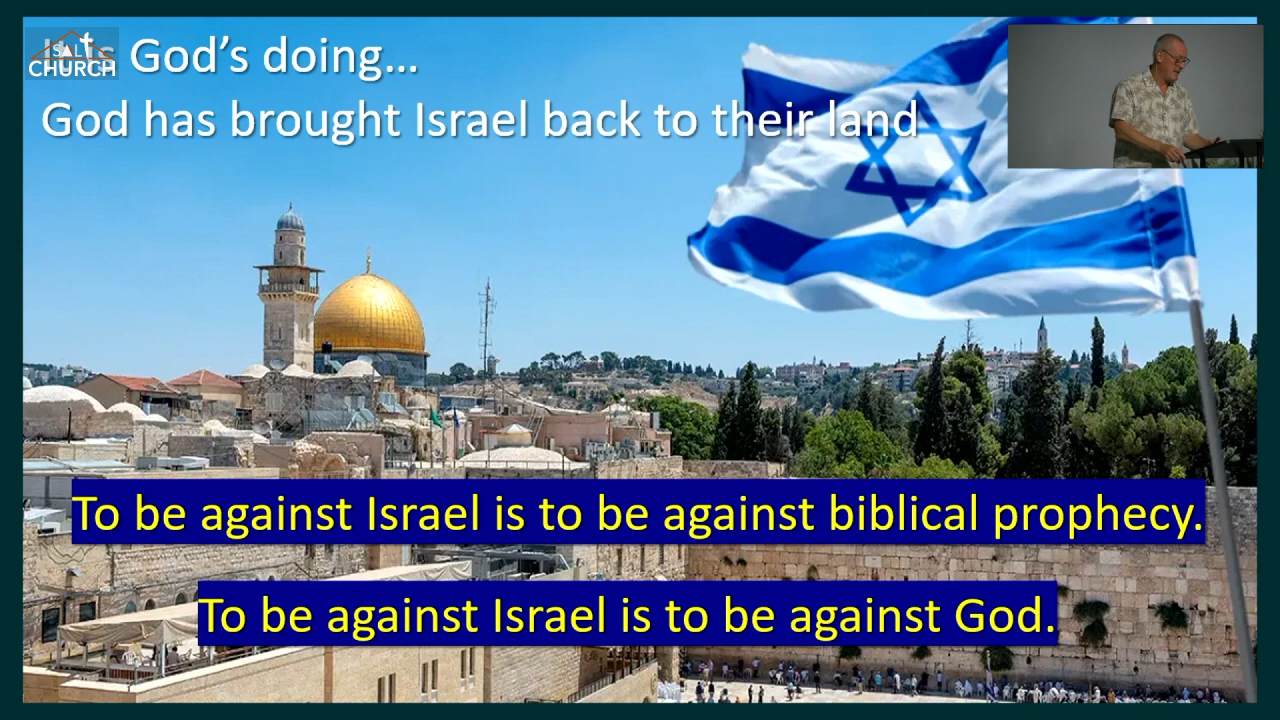 SALT
CHURCH
God's doing…
God has brought Israel back to their land
To be against Israel is to be against biblical prophecy.
To be against Israel is to be against God.